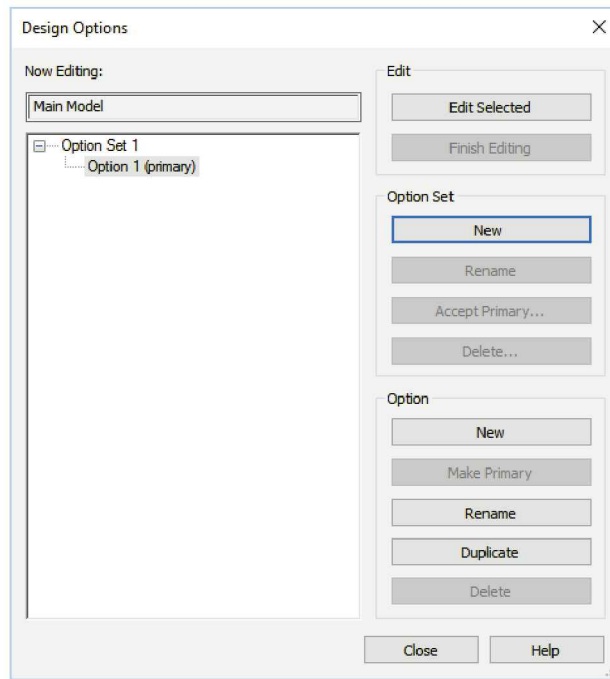 Design Options
Now Editing:
Main Model
Option Set 1
Option 1 (primary)
Edit
Edit Selected
Finish Editing
Option Set
New
Rename
Accept Primary...
Delete...
Option
New
Make Primary
Rename
Duplicate
Delete
Close
Help